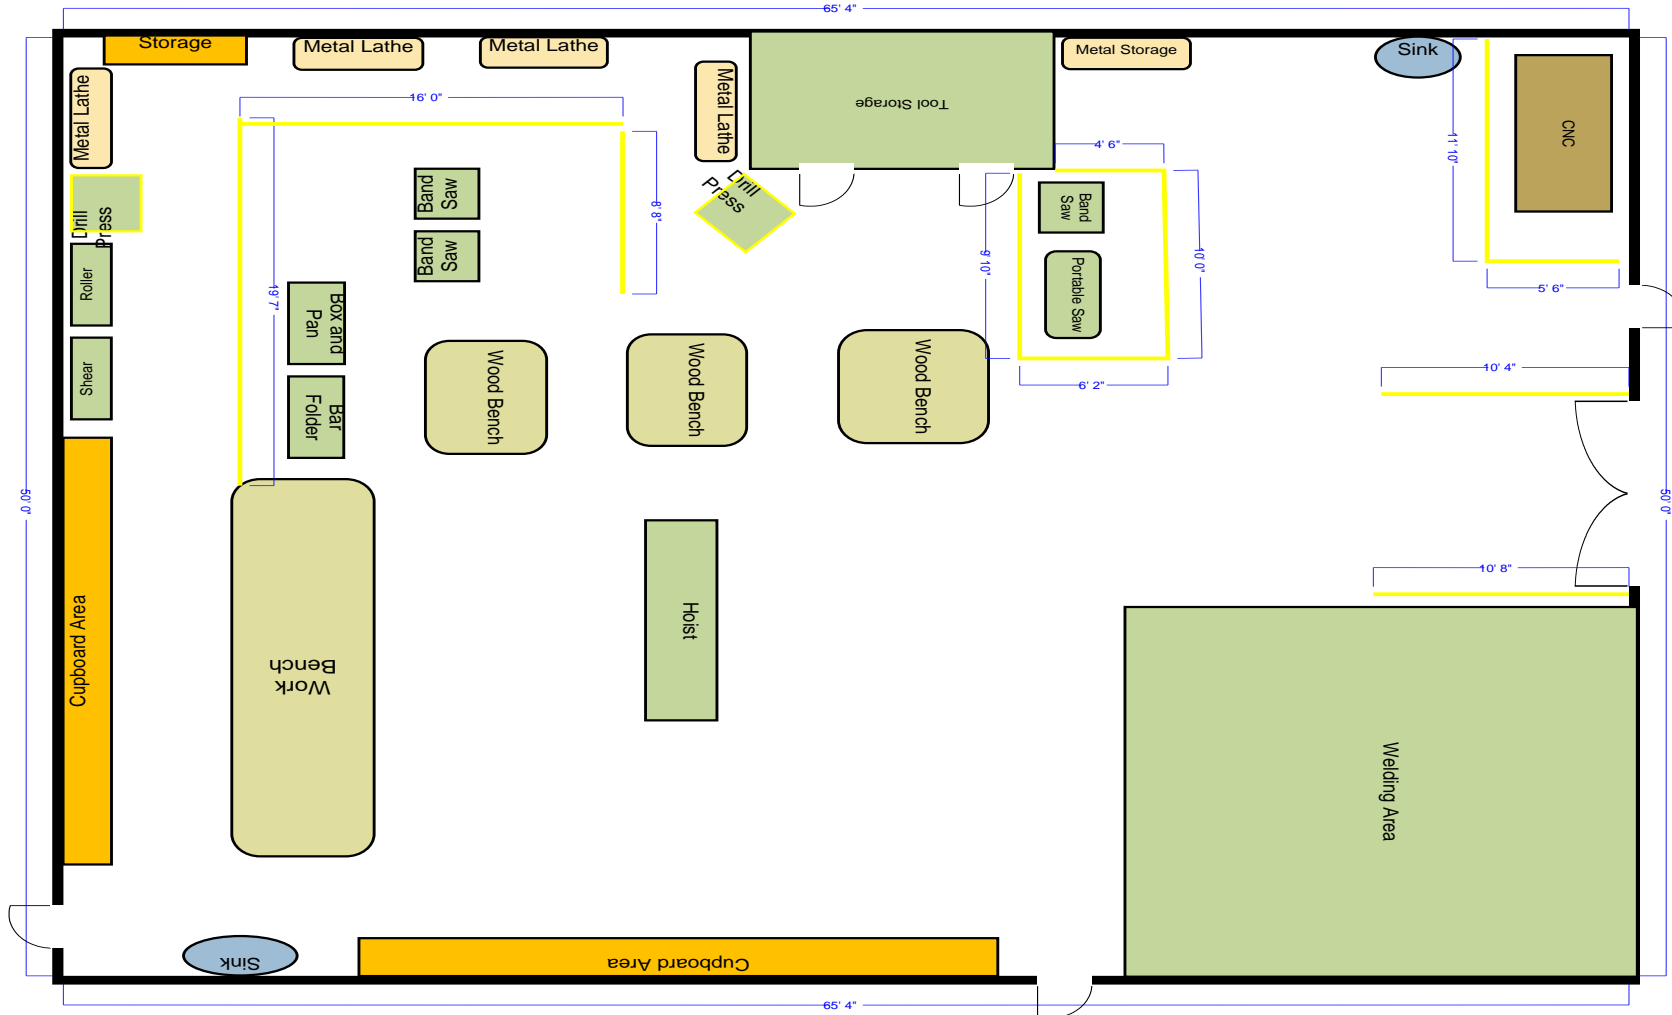 65' 4"
Storage
Metal Lathe
Metal Lathe
Metal Storage
Sink
Metal Lathe
Metal Lathe
Tool Storage
CNC
16' 0"
4' 6"
11' 10"
Drill
Press
Band
Saw
8' 8"
Drill
Press
Band
Saw
Band
Saw
9' 10"
10' 0"
Roller
19' 7"
Box and
Pan
Portable Saw
5' 6"
Shear
Wood Bench
Wood Bench
Wood Bench
6' 2"
10' 4"
Bar
Folder
50' 0"
50' 0"
10' 8"
Hoist
Cupboard Area
Work
Bench
Welding Area
Sink
Cupboard Area
65' 4"